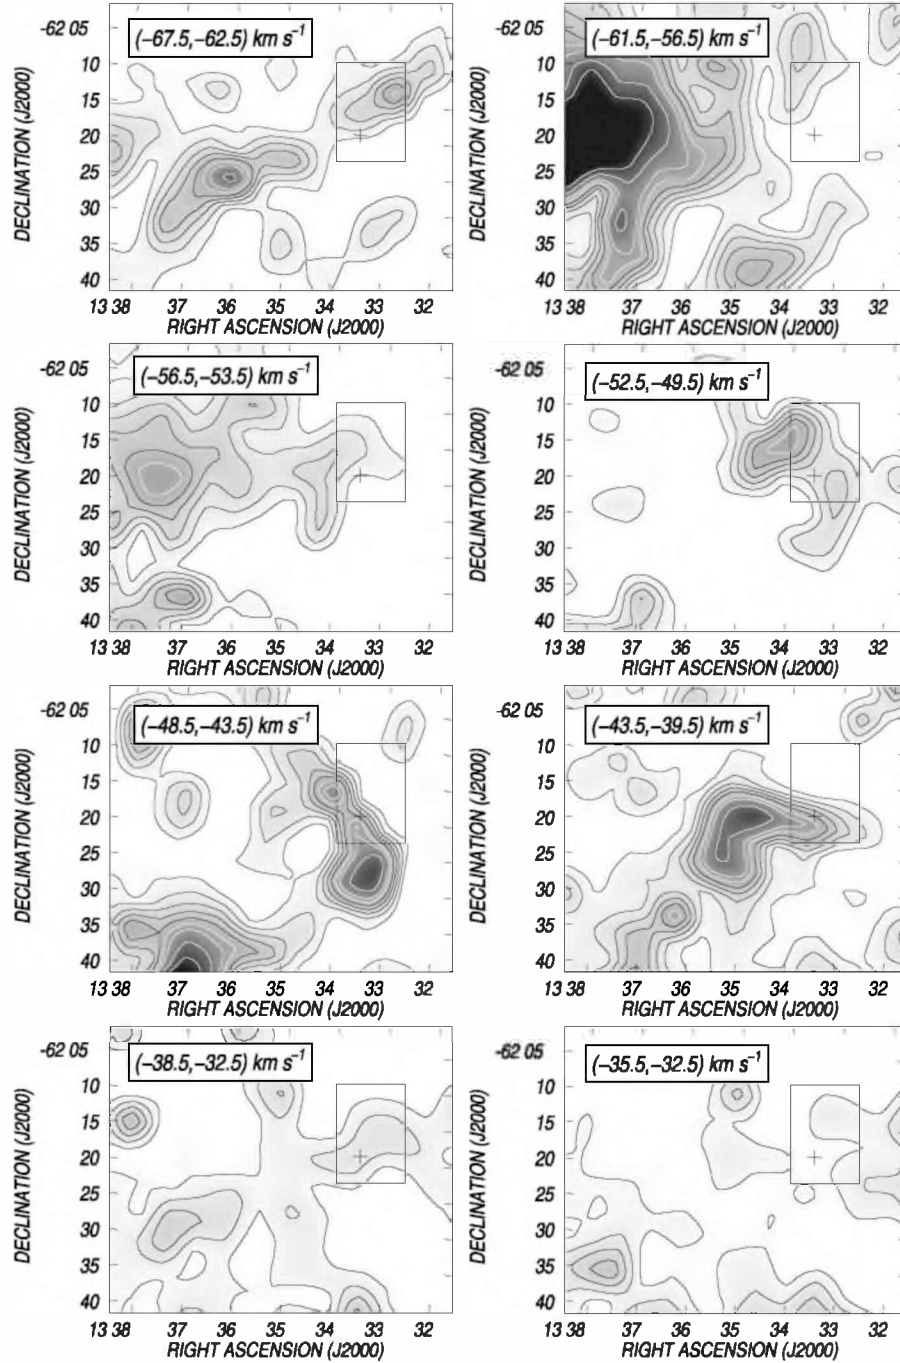 (−67.5,−62.5) km s⁻¹
-62 05
10
15
20
25
30
35
40
DECLINATION (J2000)
13 38 37 36 35 34 33 32
RIGHT ASCENSION (J2000)
(−61.5,−56.5) km s⁻¹
-62 05
10
15
20
25
30
35
40
DECLINATION (J2000)
13 38 37 36 35 34 33 32
RIGHT ASCENSION (J2000)
(−56.5,−53.5) km s⁻¹
-62 05
10
15
20
25
30
35
40
DECLINATION (J2000)
13 38 37 36 35 34 33 32
RIGHT ASCENSION (J2000)
(−52.5,−49.5) km s⁻¹
-62 05
10
15
20
25
30
35
40
DECLINATION (J2000)
13 38 37 36 35 34 33 32
RIGHT ASCENSION (J2000)
(−48.5,−43.5) km s⁻¹
-62 05
10
15
20
25
30
35
40
DECLINATION (J2000)
13 38 37 36 35 34 33 32
RIGHT ASCENSION (J2000)
(−43.5,−39.5) km s⁻¹
-62 05
10
15
20
25
30
35
40
DECLINATION (J2000)
13 38 37 36 35 34 33 32
RIGHT ASCENSION (J2000)
(−38.5,−32.5) km s⁻¹
-62 05
10
15
20
25
30
35
40
DECLINATION (J2000)
13 38 37 36 35 34 33 32
RIGHT ASCENSION (J2000)
(−35.5,−32.5) km s⁻¹
-62 05
10
15
20
25
30
35
40
DECLINATION (J2000)
13 38 37 36 35 34 33 32
RIGHT ASCENSION (J2000)